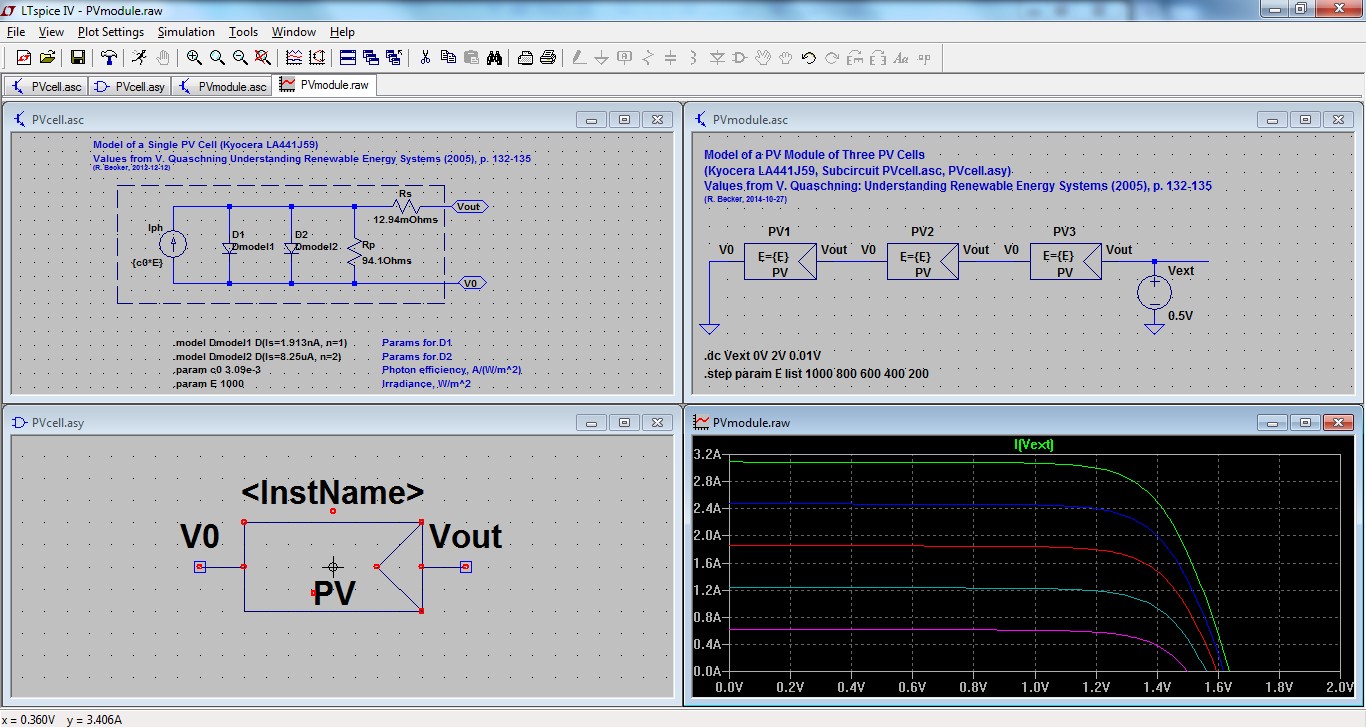 LTspice IV - PVmodule.raw
File View Plot Settings Simulation Tools Window Help
PVcell.asc PVcell.asy PVmodule.asc PVmodule.raw
PVcell.asc
Model of a Single PV Cell (Kyocera LA441J59)
Values from V. Quaschning Understanding Renewable Energy Systems (2005), p. 132-135
(R. Becker, 2012-12-12)
Rs
12.94mOhms
Vout
Iph
{c0*E}
D1
Dmodel1
D2
Dmodel2
Rp
94.1Ohms
V0
.model Dmodel1 D(Is=1.913nA, n=1) Params for D1
.model Dmodel2 D(Is=8.25uA, n=2) Params for D2
.param c0 3.09e-3 Photon efficiency, A/(W/m^2)
.param E 1000 Irradiance, W/m^2
PVmodule.asc
Model of a PV Module of Three PV Cells
(Kyocera LA441J59, Subcircuit PVcell.asc, PVcell.asy)
Values from V. Quaschning: Understanding Renewable Energy Systems (2005), p. 132-135
(R. Becker, 2014-10-27)
PV1 PV2 PV3
V0 Vout V0 Vout V0 Vout
E={E} E={E} E={E}
PV PV PV
Vext
0.5V
.dc Vext 0V 2V 0.01V
.step param E list 1000 800 600 400 200
PVcell.asy
<InstName>
V0 Vout
PV
PVmodule.raw
I(Vext)
3.2A
2.8A
2.4A
2.0A
1.6A
1.2A
0.8A
0.4A
0.0A
0.0V 0.2V 0.4V 0.6V 0.8V 1.0V 1.2V 1.4V 1.6V 1.8V 2.0V
x = 0.360V y = 3.406A